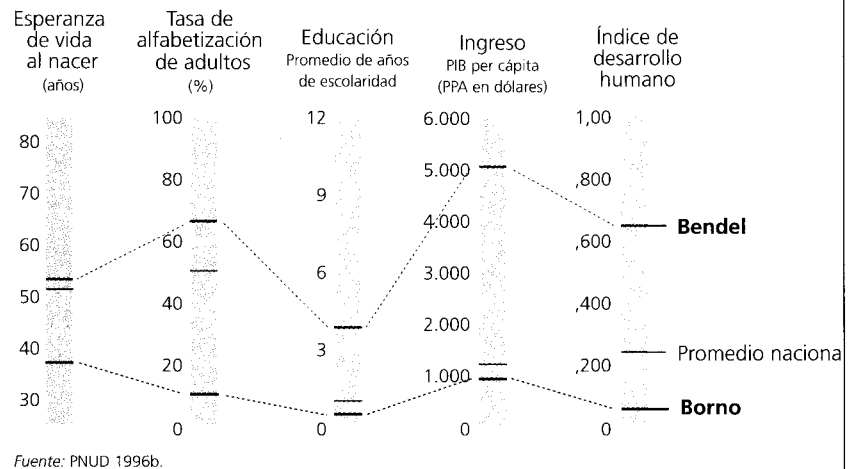 Esperanza
de vida
al nacer
(años)
Tasa de
alfabetización
de adultos
(%)
Educación
Promedio de años
de escolaridad
Ingreso
PIB per cápita
(PPA en dólares)
Índice de
desarrollo
humano
80
70
60
50
40
30
100
80
60
40
20
0
12
9
6
3
0
6.000
5.000
4.000
3.000
2.000
1.000
0
1,00
,800
,600
,400
,200
0
Bendel
Promedio naciona
Borno
Fuente: PNUD 1996b.